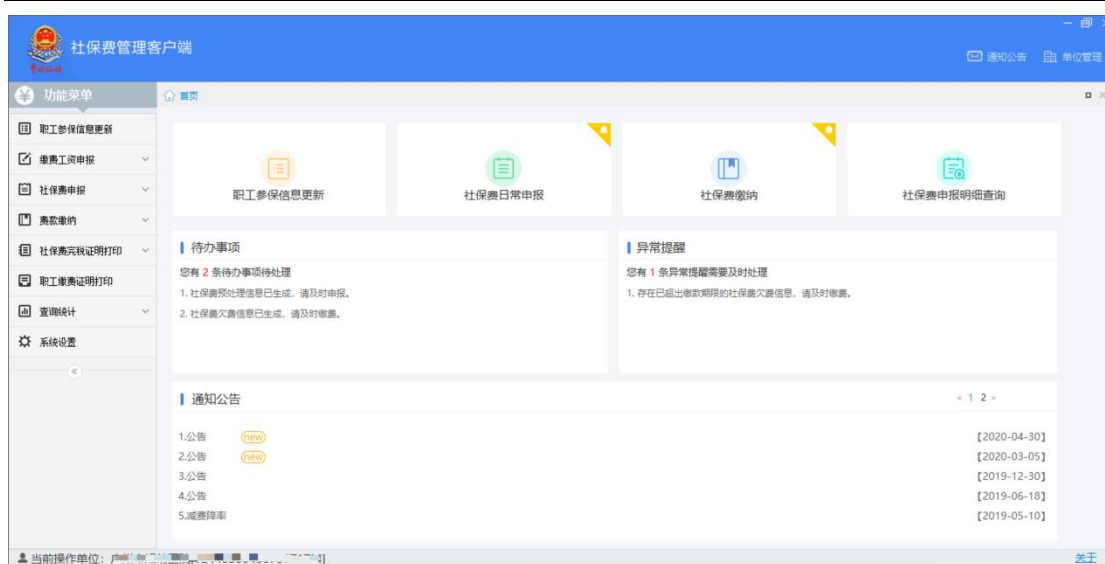 社保费管理客户端
通知公告 单位管理
功能菜单
首页
职工参保信息更新
缴费工资申报
社保费申报
费款缴纳
社保费完税证明打印
职工缴费证明打印
查询统计
系统设置
职工参保信息更新
社保费日常申报
社保费缴纳
社保费申报明细查询
待办事项
您有 2 条待办事项待处理
1. 社保费预处理信息已生成，请及时申报。
2. 社保费欠费信息已生成，请及时缴费。
异常提醒
您有 1 条异常提醒需要及时处理
1. 存在已超出缴款期限的社保费欠费信息，请及时缴费。
通知公告
< 1 2 >
1.公告 new 【2020-04-30】
2.公告 new 【2020-03-05】
3.公告 【2019-12-30】
4.公告 【2019-06-18】
5.减费降率 【2019-05-10】
当前操作单位：
关于